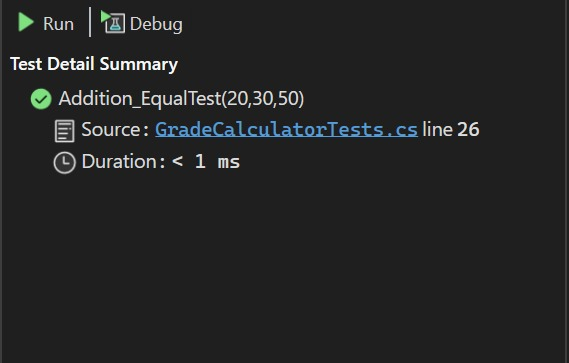 Run Debug
Test Detail Summary
Addition_EqualTest(20,30,50)
Source: GradeCalculatorTests.cs line 26
Duration: < 1 ms